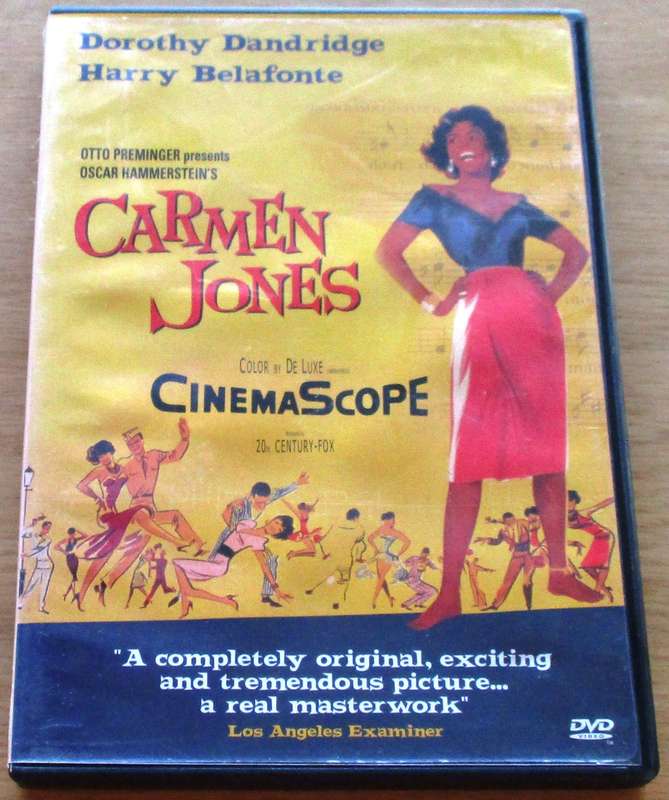 Dorothy Dandridge
Harry Belafonte
OTTO PREMINGER presents
OSCAR HAMMERSTEIN'S
CARMEN
JONES
COLOR BY DE LUXE
CINEMASCOPE
20TH CENTURY-FOX
"A completely original, exciting
and tremendous picture...
a real masterwork"
Los Angeles Examiner
DVD
VIDEO